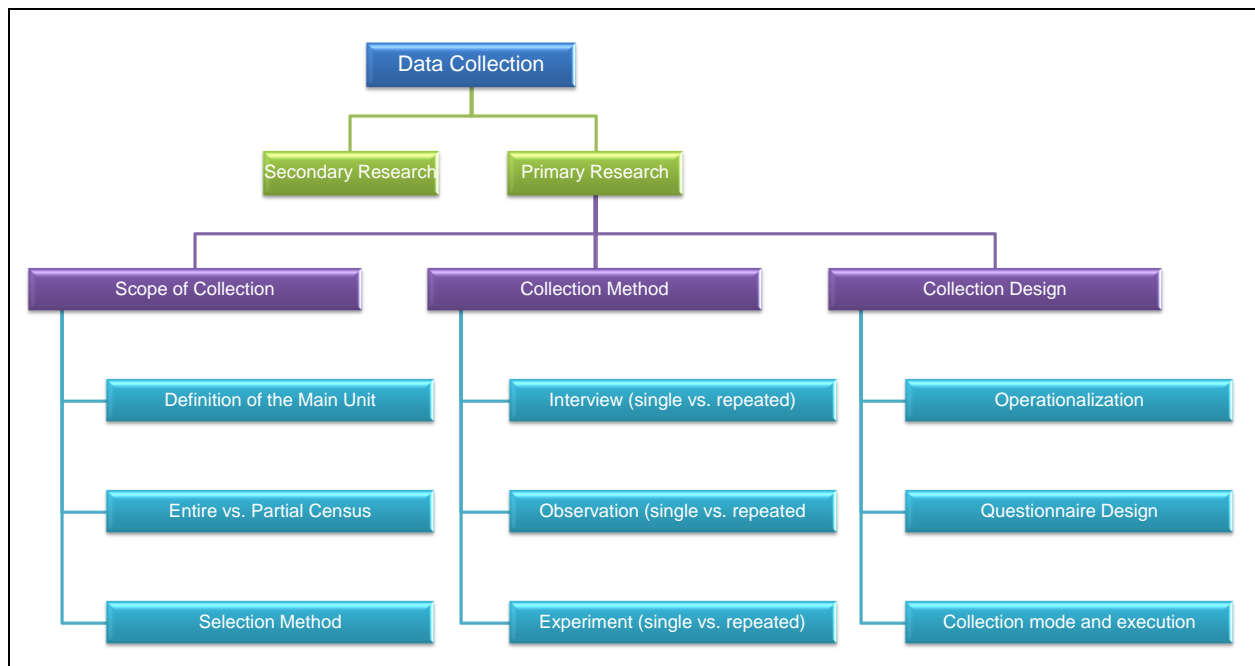 Data Collection
Secondary Research
Primary Research
Scope of Collection
Collection Method
Collection Design
Definition of the Main Unit
Interview (single vs. repeated)
Operationalization
Entire vs. Partial Census
Observation (single vs. repeated
Questionnaire Design
Selection Method
Experiment (single vs. repeated)
Collection mode and execution